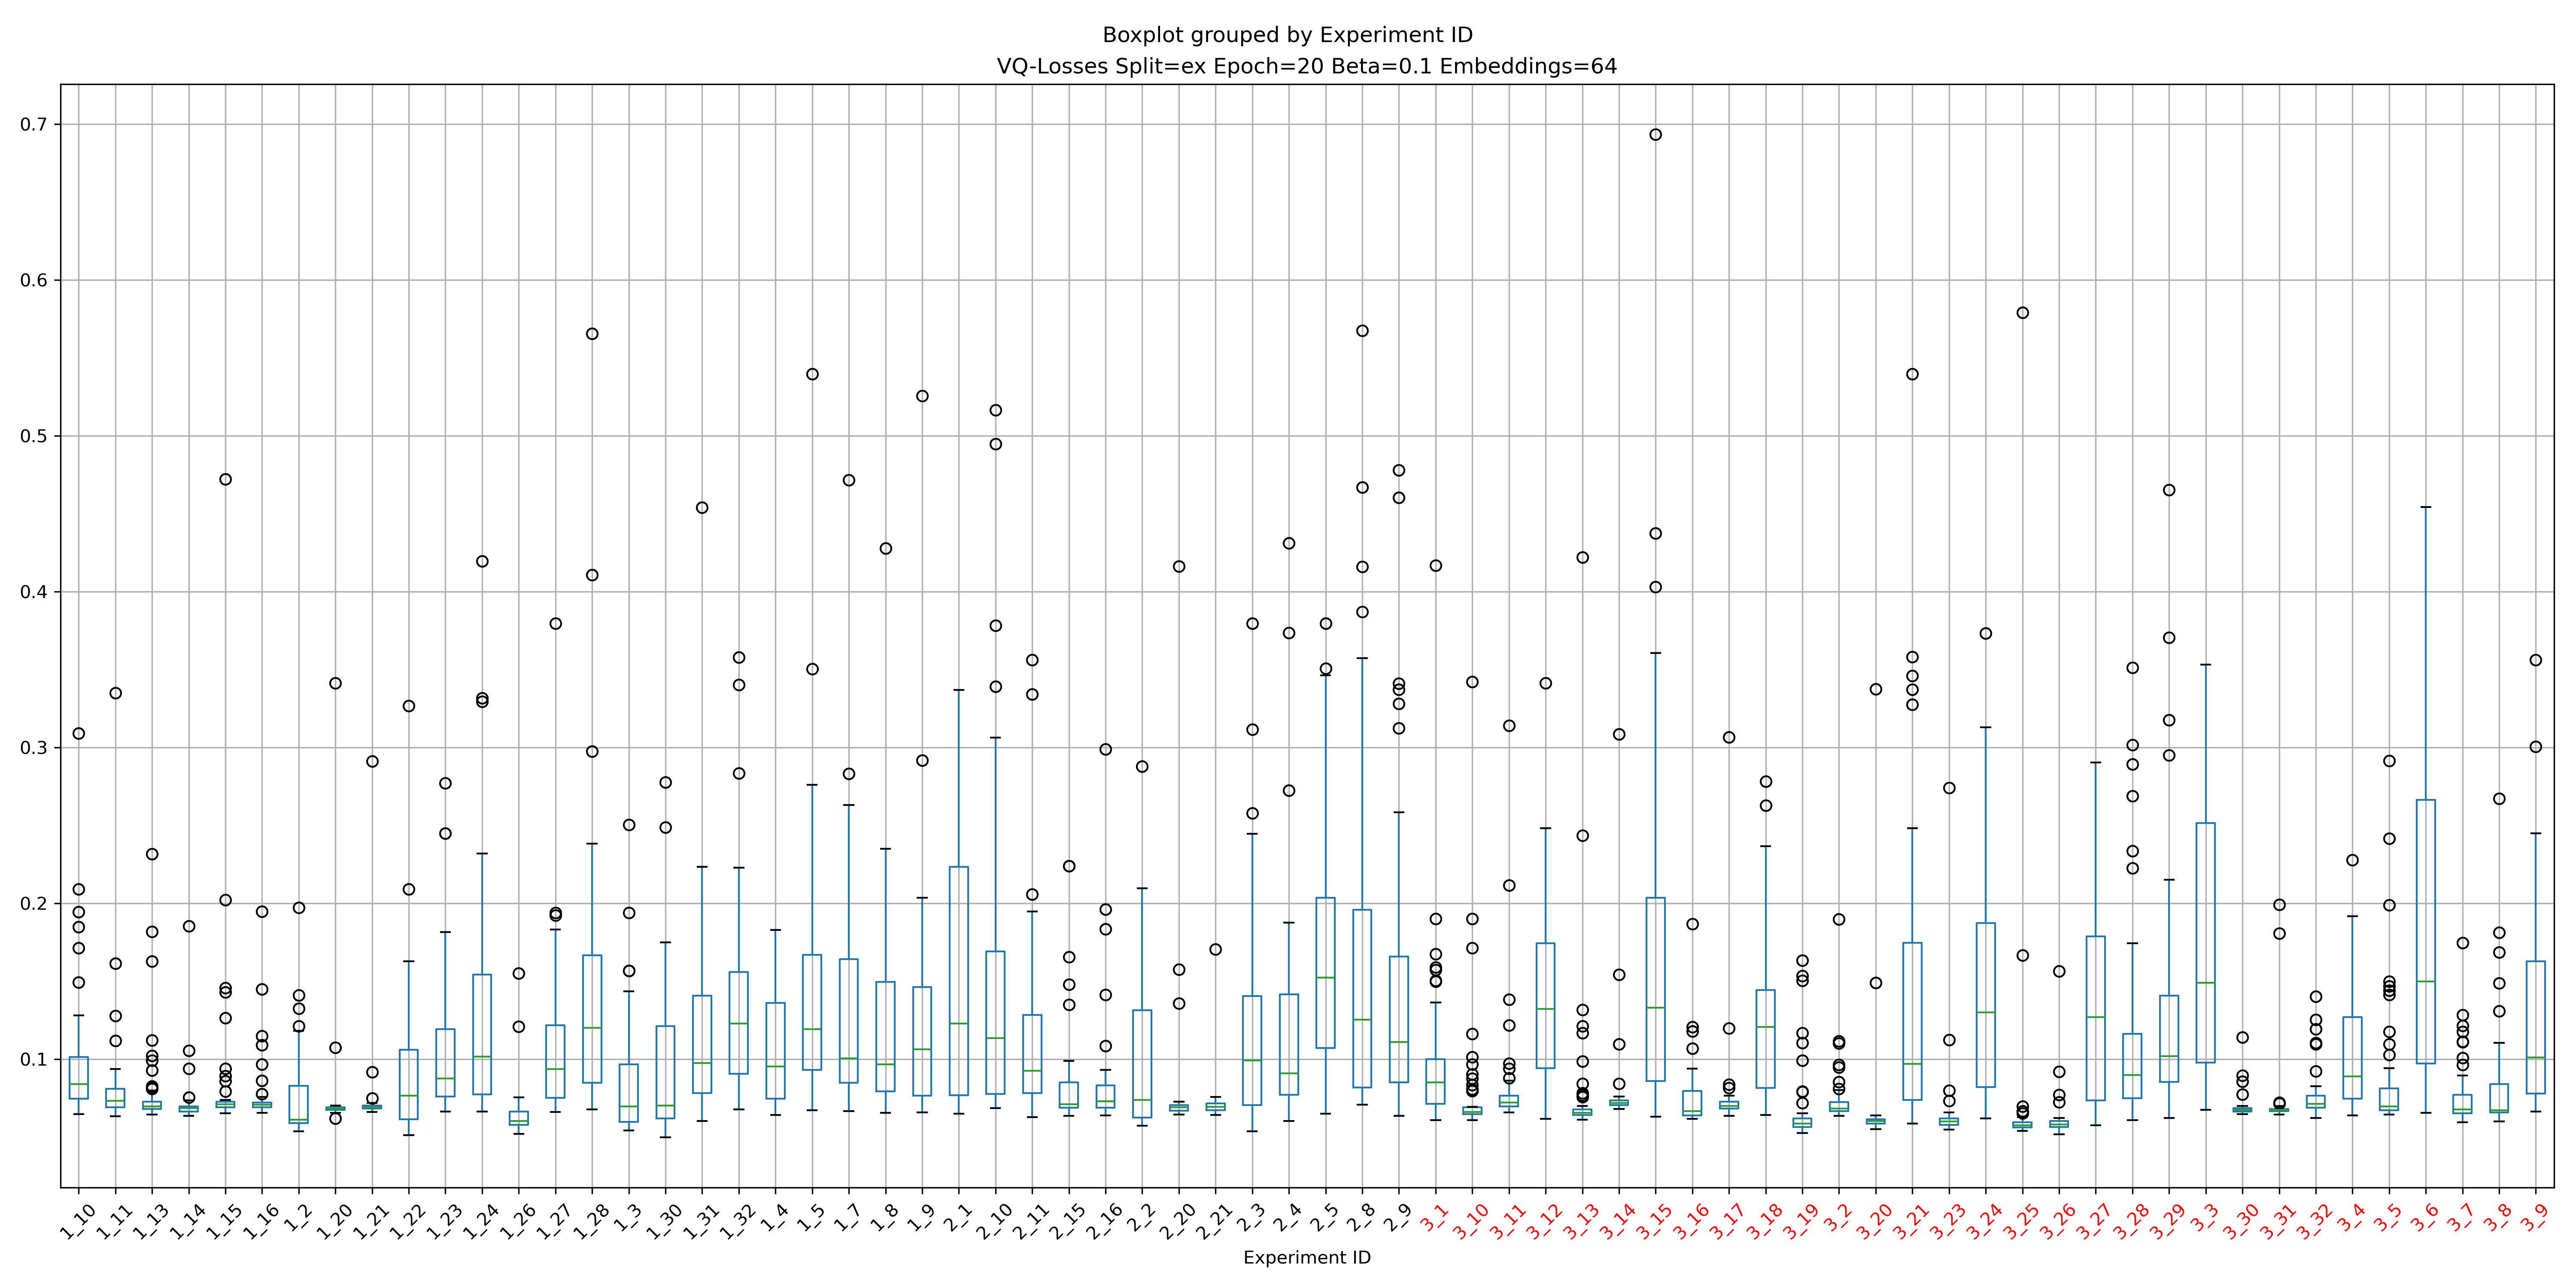 Boxplot grouped by Experiment ID
VQ-Losses Split=ex Epoch=20 Beta=0.1 Embeddings=64
0.7
0.6
0.5
0.4
0.3
0.2
0.1
1_10 1_11 1_13 1_14 1_15 1_16 1_2 1_20 1_21 1_22 1_23 1_24 1_26 1_27 1_28 1_3 1_30 1_31 1_32 1_4 1_5 1_7 1_8 1_9 2_1 2_10 2_11 2_15 2_16 2_2 2_20 2_21 2_3 2_4 2_5 2_8 2_9 3_1 3_10 3_11 3_12 3_13 3_14 3_15 3_16 3_17 3_18 3_19 3_2 3_20 3_21 3_23 3_24 3_25 3_26 3_27 3_28 3_29 3_3 3_30 3_31 3_32 3_4 3_5 3_6 3_7 3_8 3_9
Experiment ID